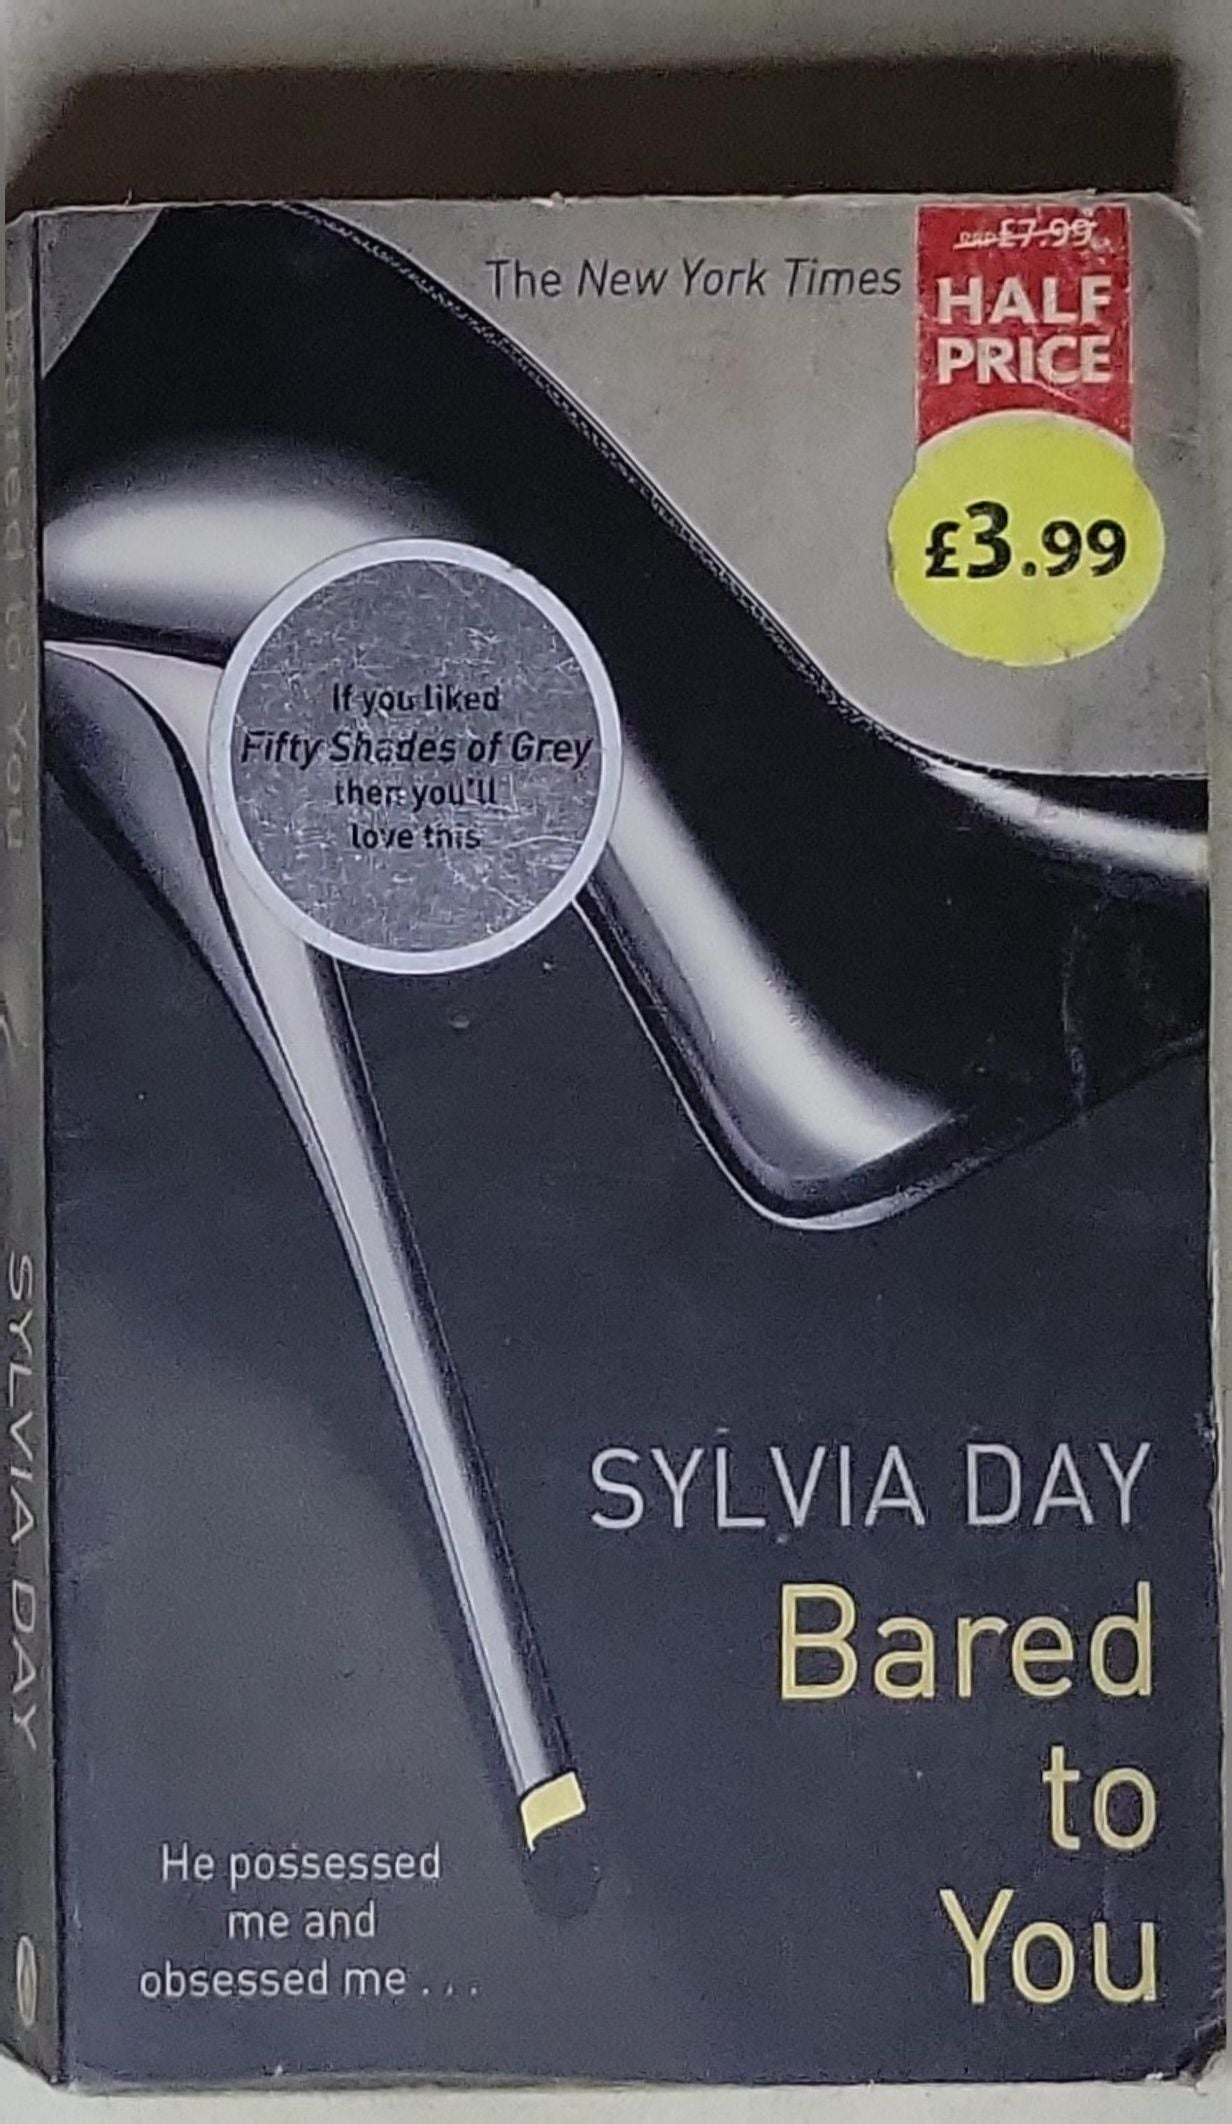 The New York Times
RRP £7.99
HALF
PRICE
£3.99
If you liked
Fifty Shades of Grey
then you'll
love this
SYLVIA DAY
Bared
to
You
He possessed
me and
obsessed me . . .
Bared to You
SYLVIA DAY